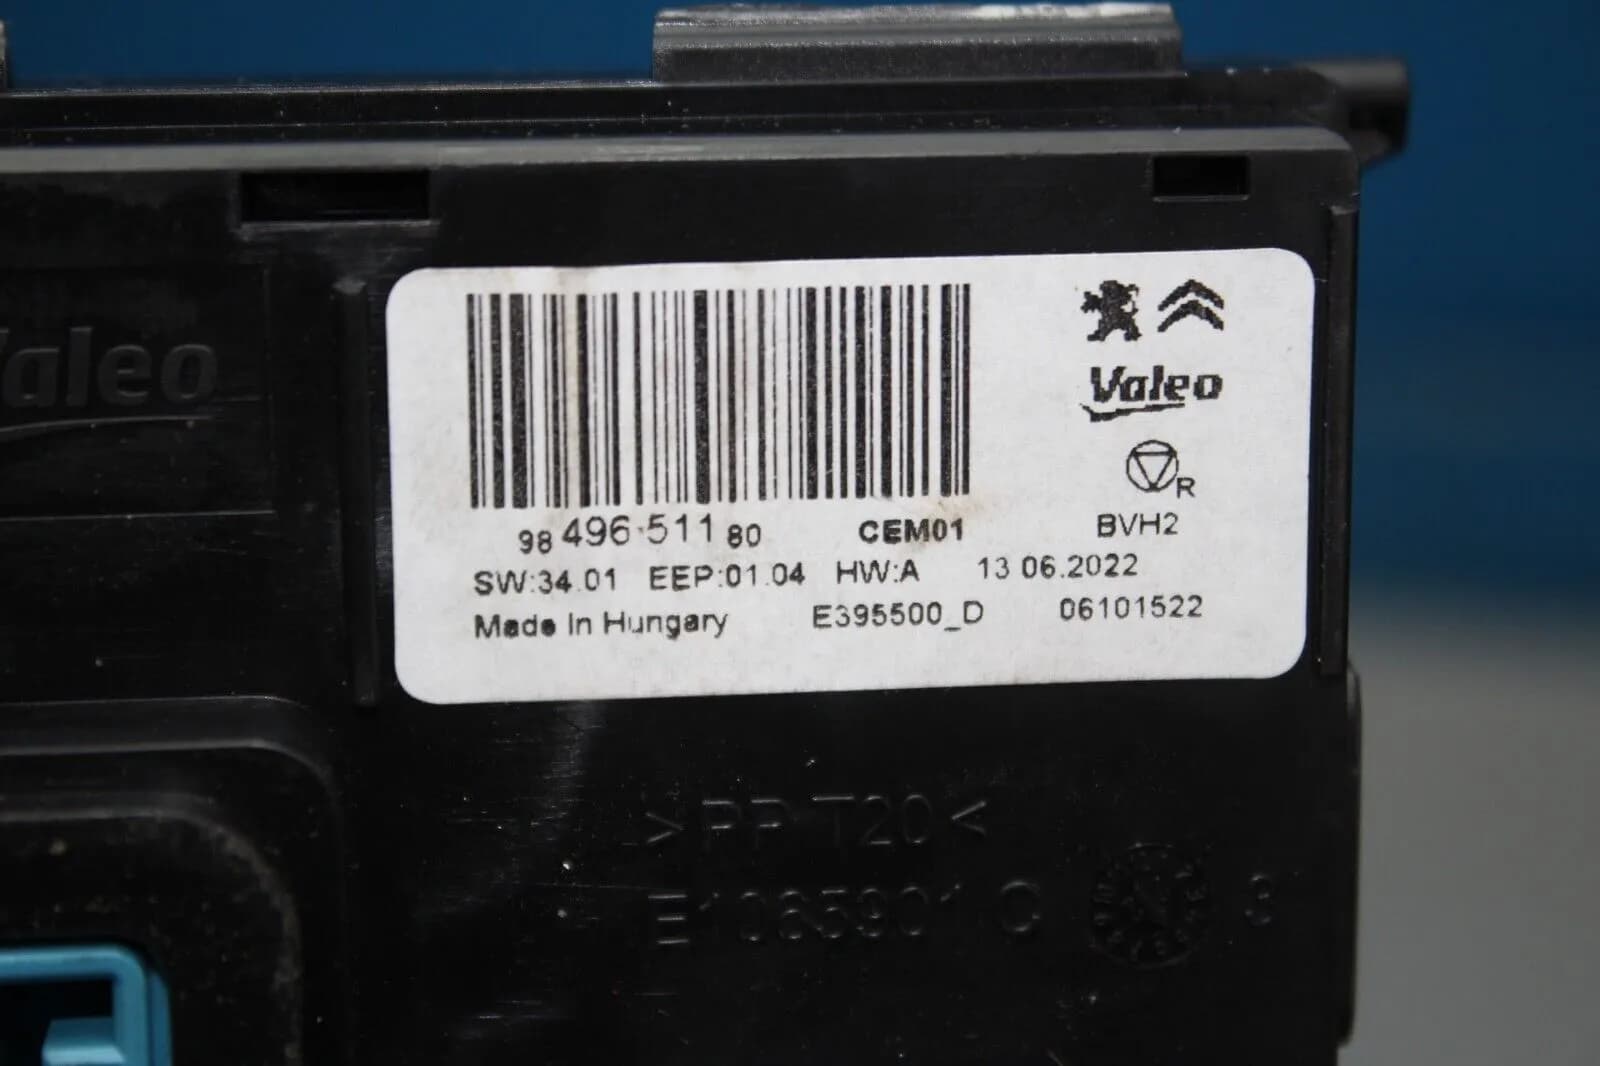 Valeo
98 496 511 80 CEM01
BVH2
SW:34.01 EEP:01.04 HW:A 13 06.2022
Made In Hungary E395500_D 06101522
>PP T20<